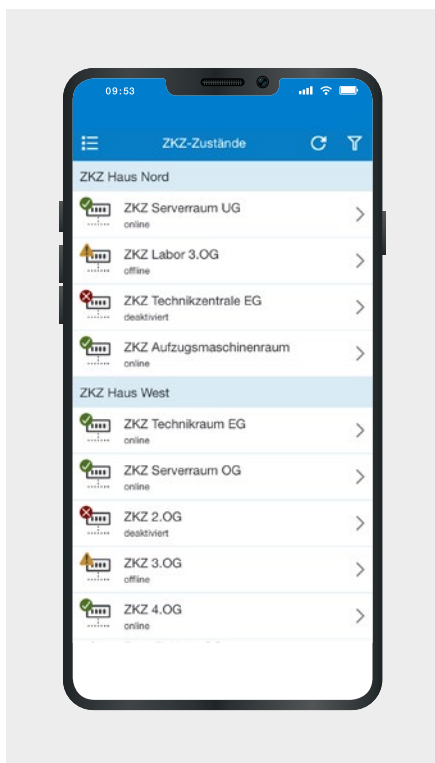 09:53
ZKZ-Zustände
ZKZ Haus Nord
ZKZ Serverraum UG
online
ZKZ Labor 3.OG
offline
ZKZ Technikzentrale EG
deaktiviert
ZKZ Aufzugsmaschinenraum
online
ZKZ Haus West
ZKZ Technikraum EG
online
ZKZ Serverraum OG
online
ZKZ 2.OG
deaktiviert
ZKZ 3.OG
offline
ZKZ 4.OG
online